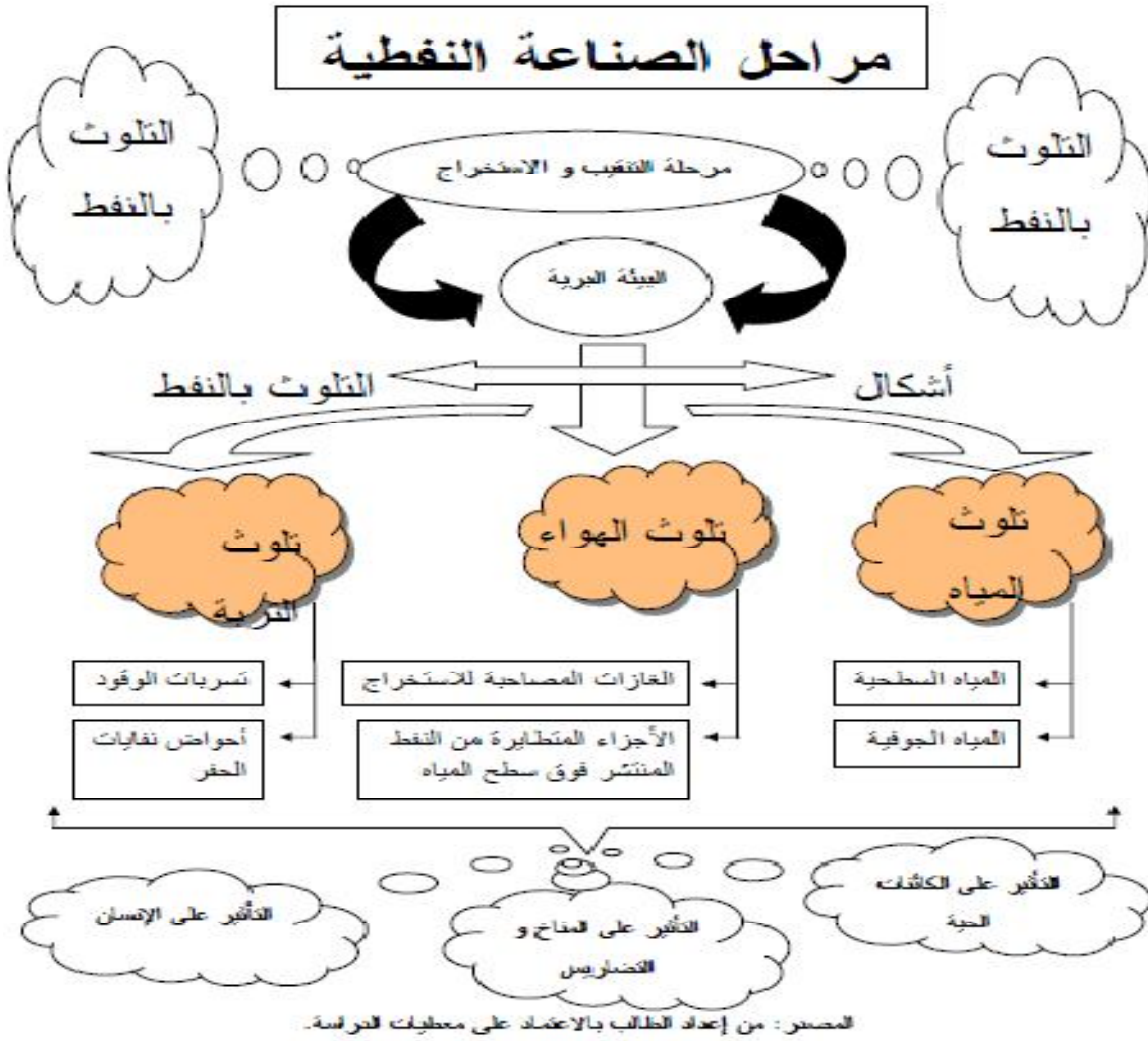 مراحل الصناعة النفطية
التلوث
بالنفط
مرحلة التنقيب و الاستخراج
التلوث
بالنفط
البيئة البرية
أشكال
التلوث بالنفط
تلوث
المياه
تلوث الهواء
تلوث
التربة
المياه السطحية
المياه الجوفية
الغازات المصاحبة للاستخراج
الأجزاء المتطايرة من النفط
المنتشر فوق سطح المياه
تسربات الوقود
أحواض نفايات
الحفر
التأثير على الكائنات
الحية
التأثير على المناخ و
التضاريس
التأثير على الإنسان
المصدر: من إعداد الطالب بالاعتماد على معطيات الدراسة.